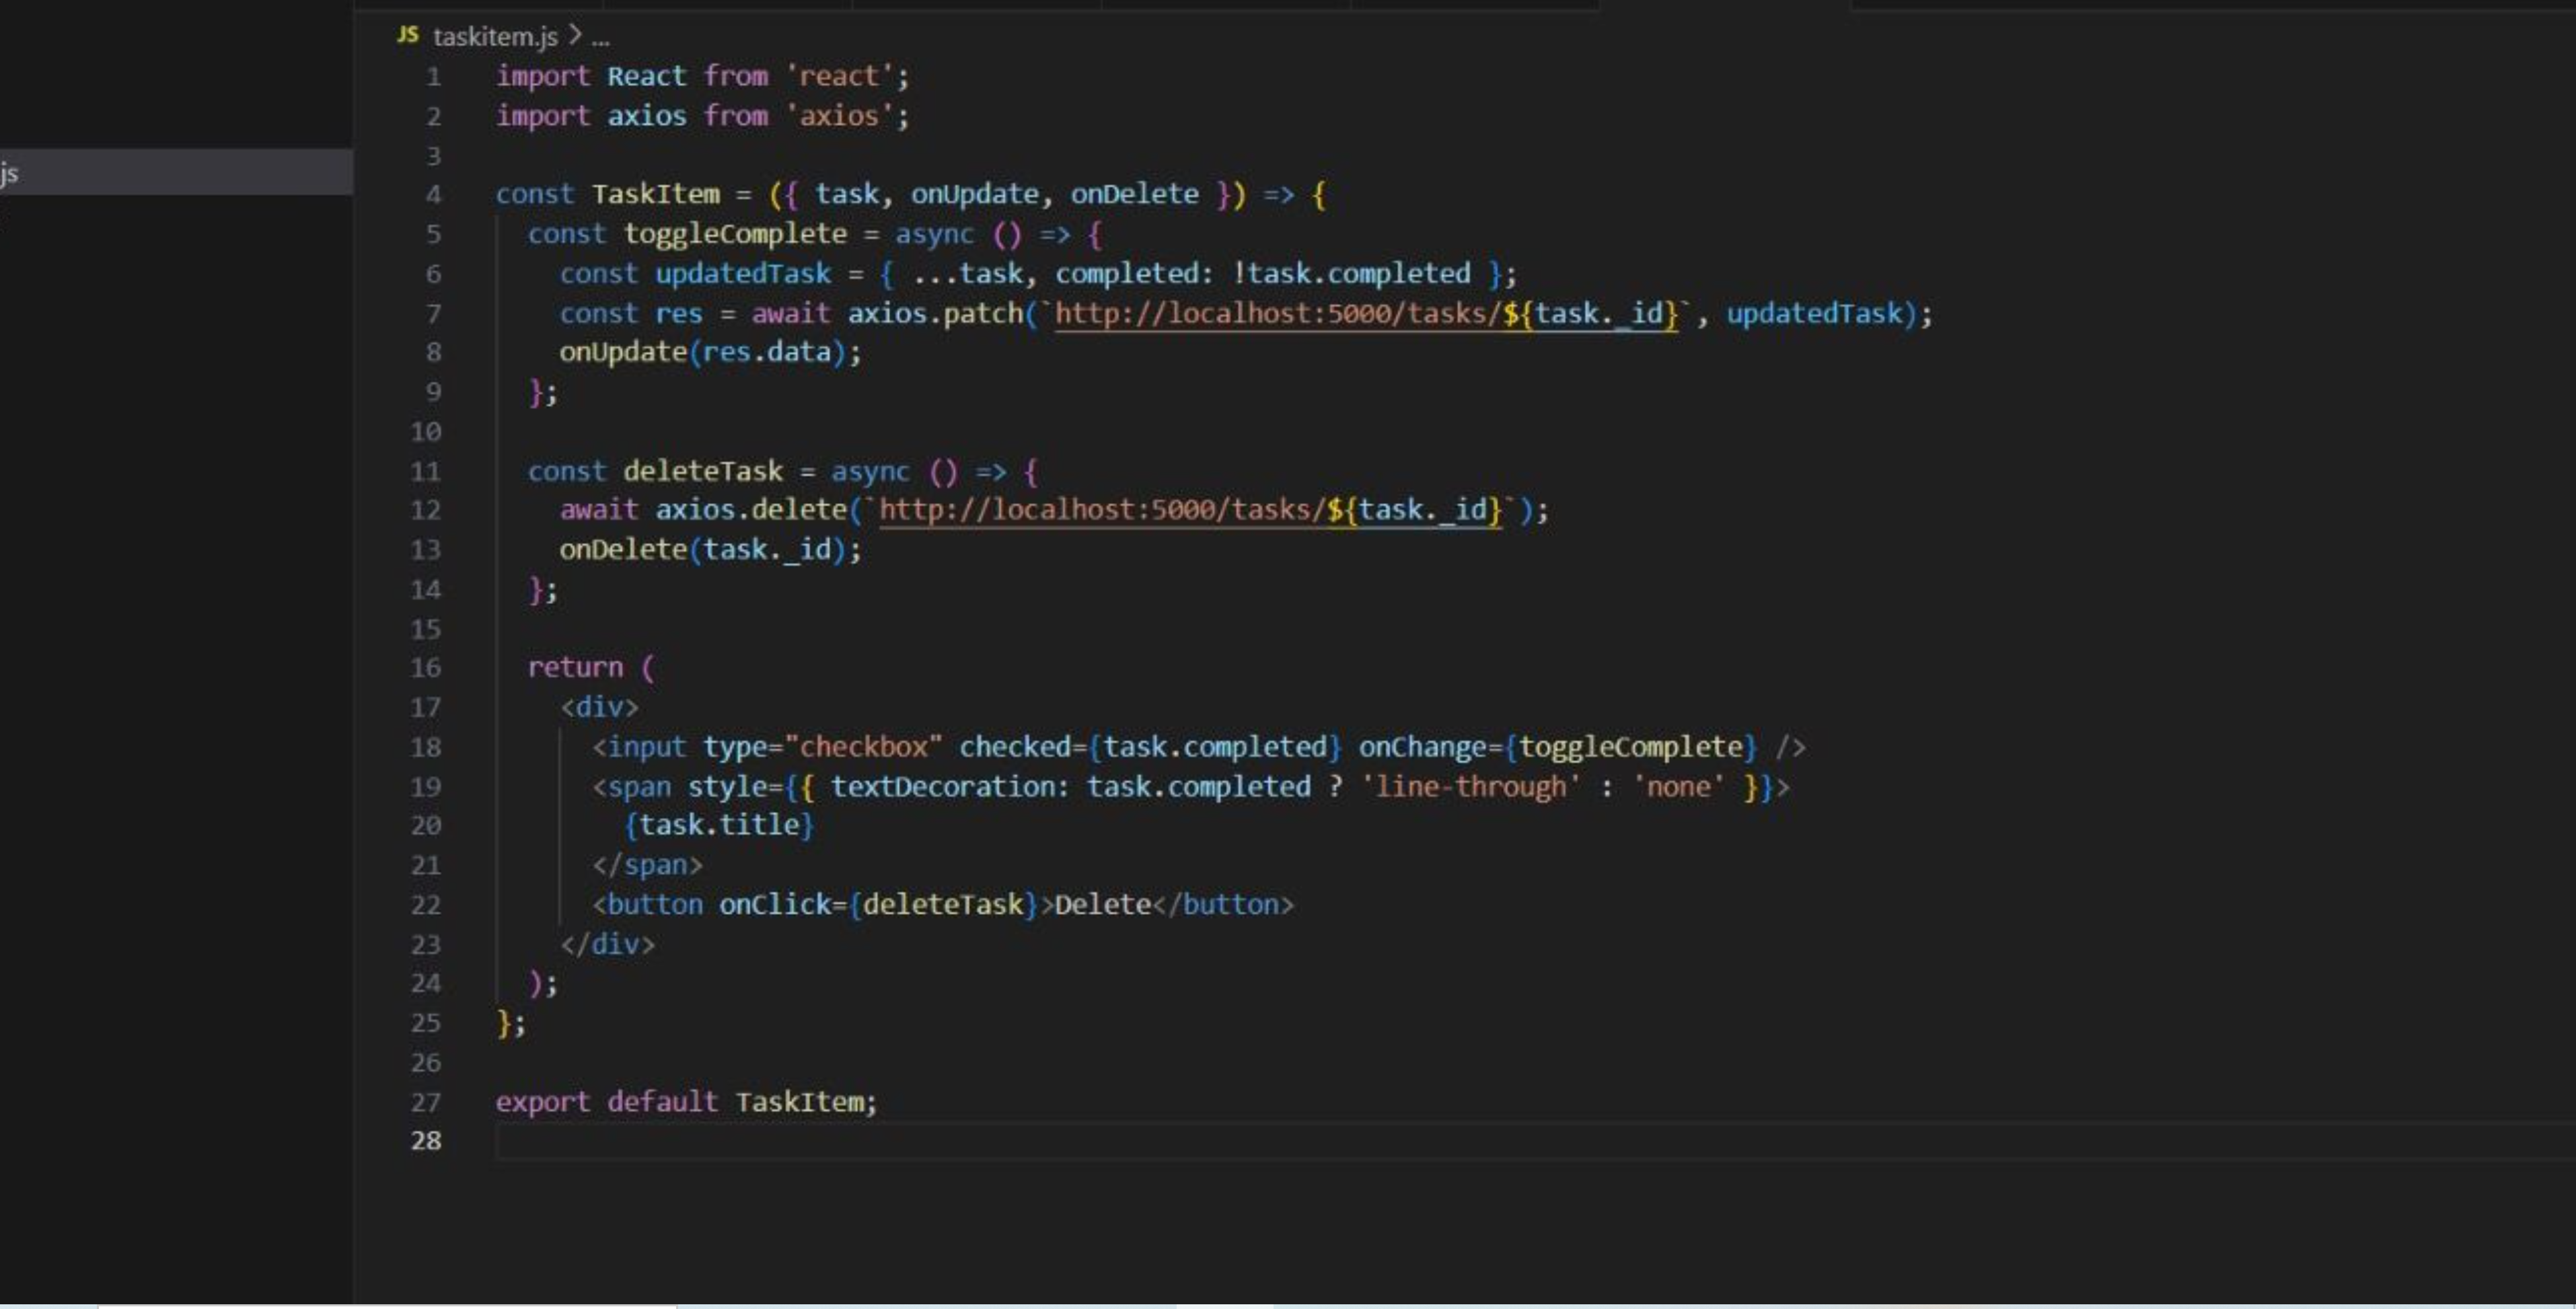 JS taskitem.js > ...
js
1 import React from 'react';
2 import axios from 'axios';
3
4 const TaskItem = ({ task, onUpdate, onDelete }) => {
5   const toggleComplete = async () => {
6     const updatedTask = { ...task, completed: !task.completed };
7     const res = await axios.patch(`http://localhost:5000/tasks/${task._id}`, updatedTask);
8     onUpdate(res.data);
9   };
10
11   const deleteTask = async () => {
12     await axios.delete(`http://localhost:5000/tasks/${task._id}`);
13     onDelete(task._id);
14   };
15
16   return (
17     <div>
18       <input type="checkbox" checked={task.completed} onChange={toggleComplete} />
19       <span style={{ textDecoration: task.completed ? 'line-through' : 'none' }}>
20         {task.title}
21       </span>
22       <button onClick={deleteTask}>Delete</button>
23     </div>
24   );
25 };
26
27 export default TaskItem;
28